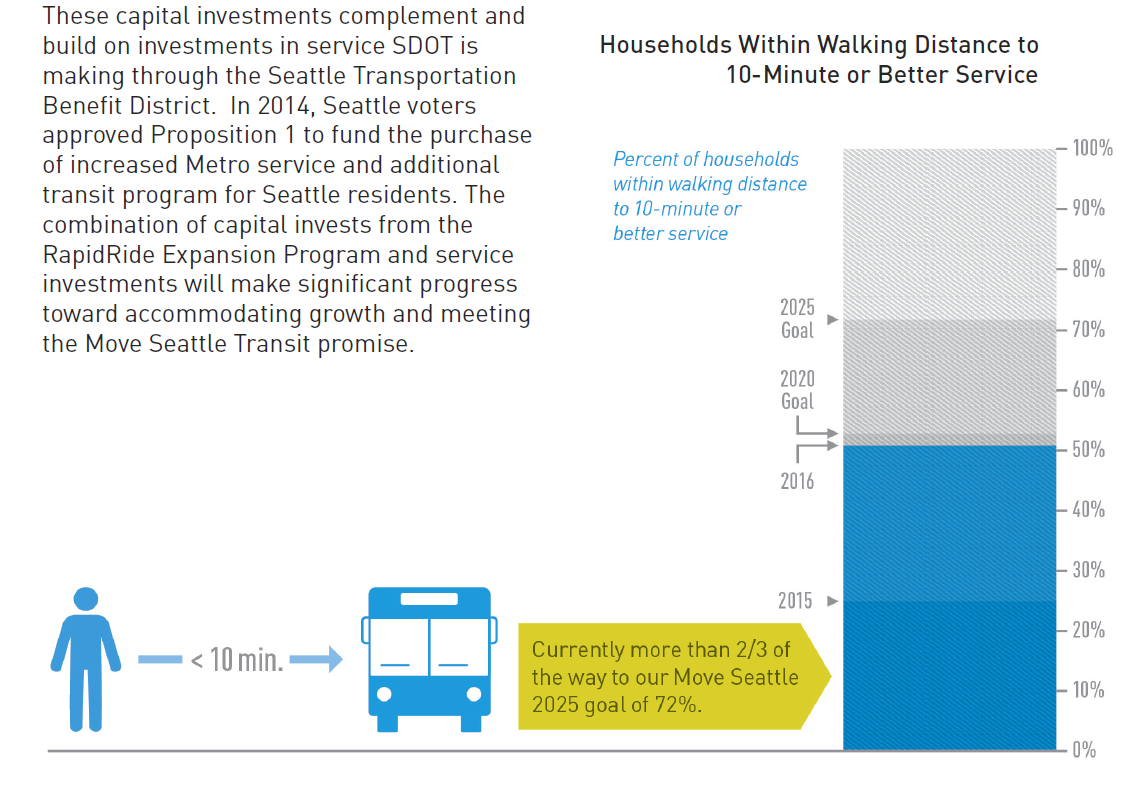 These capital investments complement and
build on investments in service SDOT is
making through the Seattle Transportation
Benefit District.  In 2014, Seattle voters
approved Proposition 1 to fund the purchase
of increased Metro service and additional
transit program for Seattle residents. The
combination of capital invests from the
RapidRide Expansion Program and service
investments will make significant progress
toward accommodating growth and meeting
the Move Seattle Transit promise.
Households Within Walking Distance to
10-Minute or Better Service
Percent of households
within walking distance
to 10-minute or
better service
100%
90%
80%
70%
60%
50%
40%
30%
20%
10%
0%
2025
Goal
2020
Goal
2016
2015
< 10 min.
Currently more than 2/3 of
the way to our Move Seattle
2025 goal of 72%.